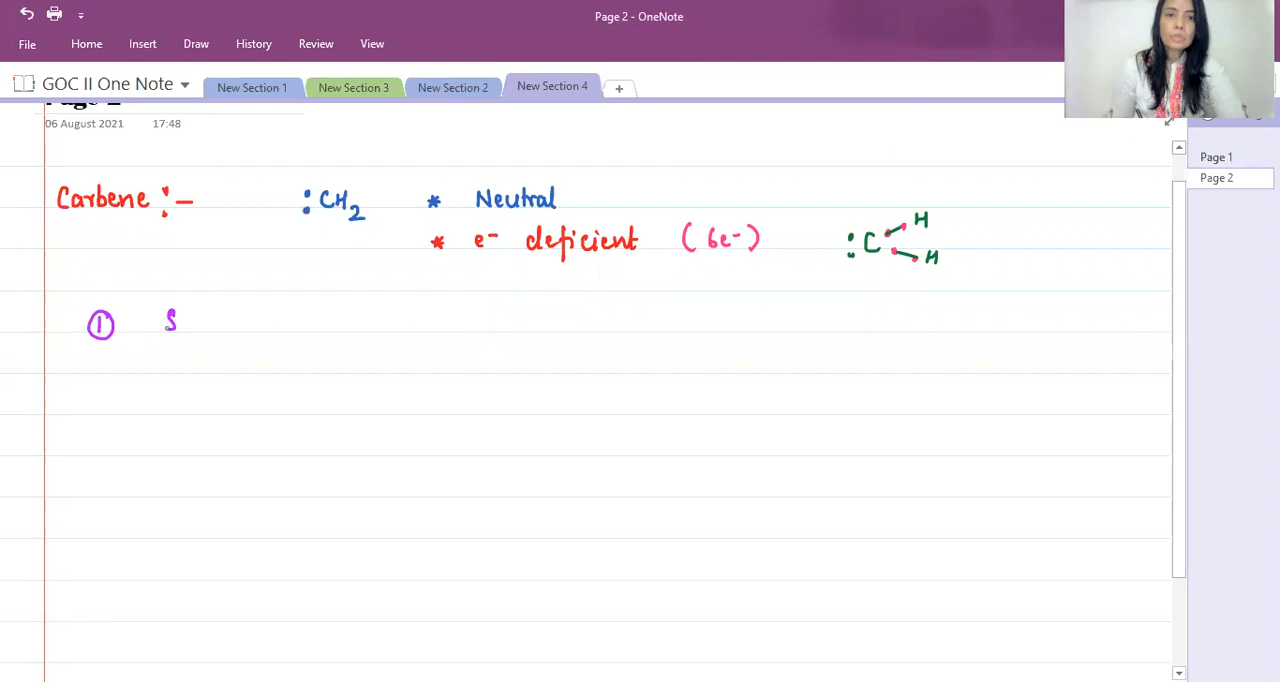 Page 2 - OneNote
File Home Insert Draw History Review View
GOC II One Note New Section 1 New Section 3 New Section 2 New Section 4 +
Page 2
06 August 2021 17:48
Page 1
Page 2
Carbene :- :CH2 * Neutral
* e- deficient (6e-) :C H H
① S